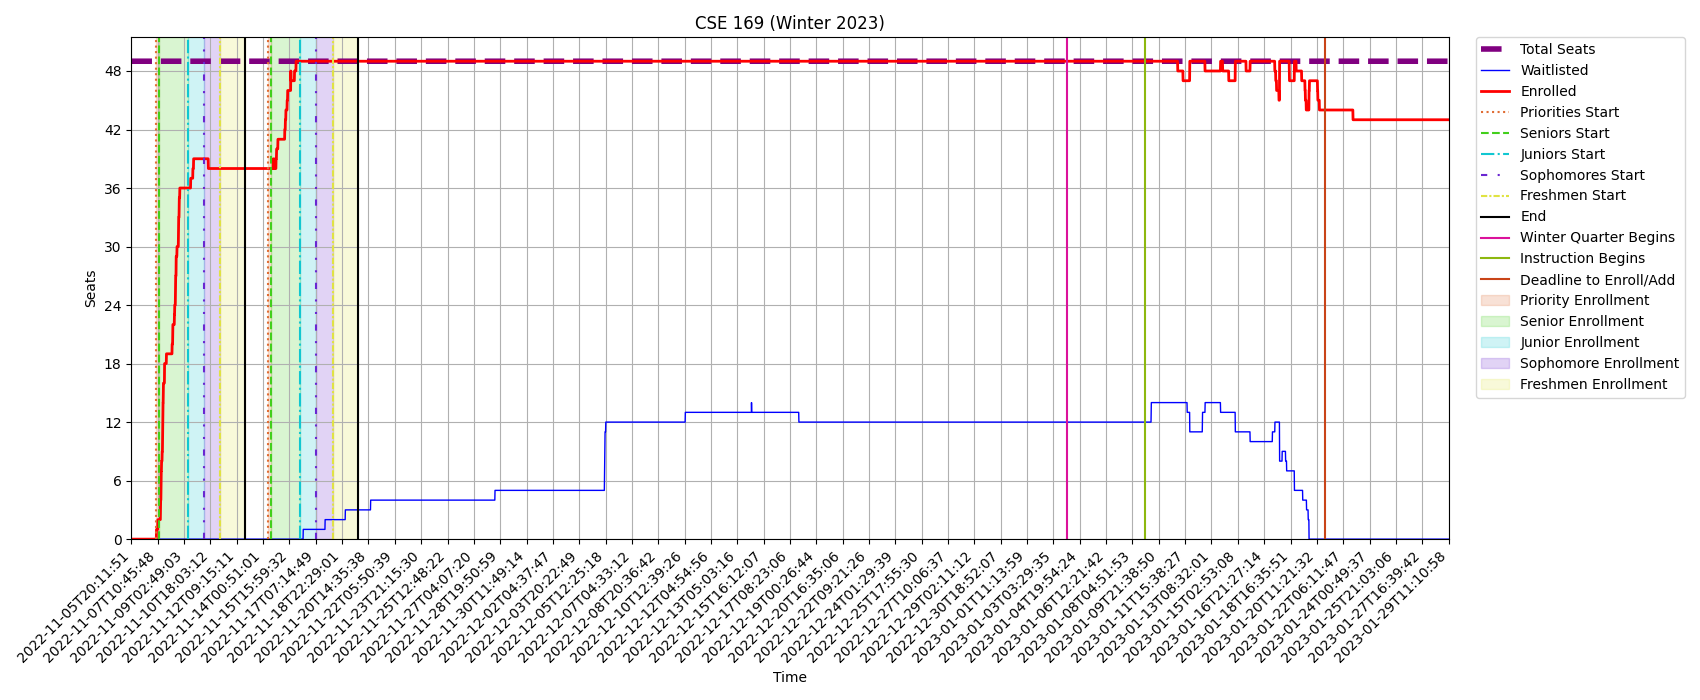 CSE 169 (Winter 2023)
Seats
48
42
36
30
24
18
12
6
0
2022-11-05T20:11:51
2022-11-07T10:45:48
2022-11-09T02:49:03
2022-11-10T18:03:12
2022-11-12T09:15:11
2022-11-14T00:51:01
2022-11-15T15:59:32
2022-11-17T07:14:49
2022-11-18T22:29:01
2022-11-20T14:35:38
2022-11-22T05:50:39
2022-11-23T21:15:30
2022-11-25T12:48:22
2022-11-27T04:07:20
2022-11-28T19:50:59
2022-11-30T11:49:14
2022-12-02T04:37:47
2022-12-03T20:22:49
2022-12-05T12:25:18
2022-12-07T04:33:12
2022-12-08T20:36:42
2022-12-10T12:39:26
2022-12-12T04:54:56
2022-12-13T05:03:16
2022-12-15T16:12:07
2022-12-17T08:23:06
2022-12-19T00:26:44
2022-12-20T16:35:06
2022-12-22T09:21:26
2022-12-24T01:29:39
2022-12-25T17:55:30
2022-12-27T10:06:37
2022-12-29T02:11:12
2022-12-30T18:52:07
2023-01-01T11:13:59
2023-01-03T03:29:35
2023-01-04T19:54:24
2023-01-06T12:21:42
2023-01-08T04:51:53
2023-01-09T21:38:50
2023-01-11T15:38:27
2023-01-13T08:32:01
2023-01-15T02:53:08
2023-01-16T21:27:14
2023-01-18T16:35:51
2023-01-20T11:21:32
2023-01-22T06:11:47
2023-01-24T00:49:37
2023-01-25T21:03:06
2023-01-27T16:39:42
2023-01-29T11:10:58
Time
Total Seats
Waitlisted
Enrolled
Priorities Start
Seniors Start
Juniors Start
Sophomores Start
Freshmen Start
End
Winter Quarter Begins
Instruction Begins
Deadline to Enroll/Add
Priority Enrollment
Senior Enrollment
Junior Enrollment
Sophomore Enrollment
Freshmen Enrollment